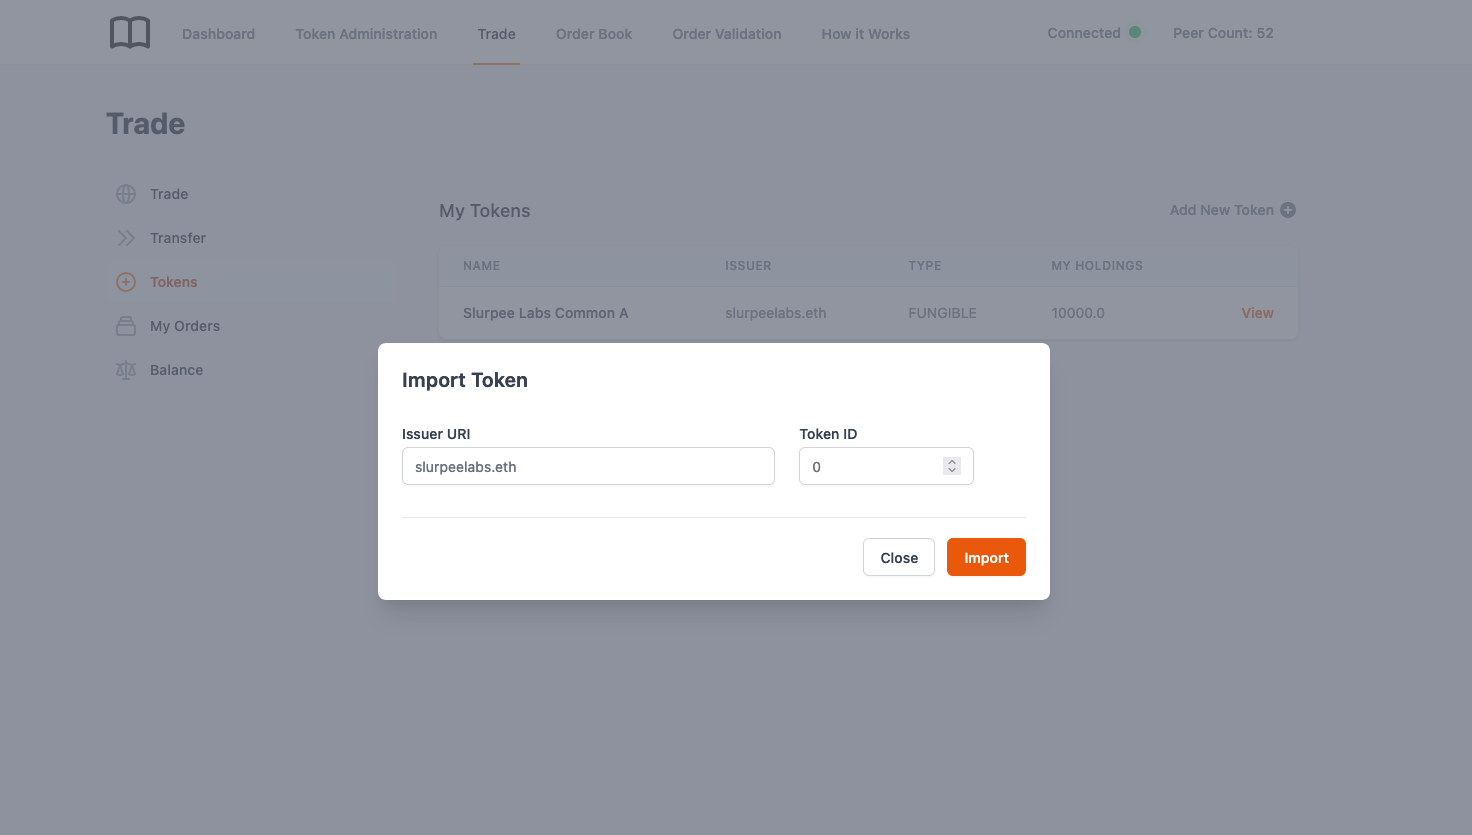 Dashboard Token Administration Trade Order Book Order Validation How it Works Connected Peer Count: 52
Trade
Trade
Transfer
Tokens
My Orders
Balance
My Tokens Add New Token
NAME ISSUER TYPE MY HOLDINGS
Slurpee Labs Common A slurpeelabs.eth FUNGIBLE 10000.0 View
Import Token
Issuer URI Token ID
slurpeelabs.eth 0
Close Import